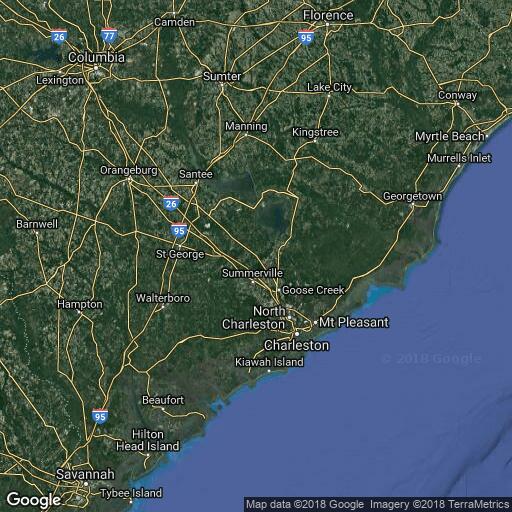 Florence
Camden
26
77
95
Columbia
Lexington
Sumter
Lake City
Conway
Manning
Kingstree
Myrtle Beach
Murrells Inlet
Orangeburg
Santee
Georgetown
26
Barnwell
95
St George
Summerville
Goose Creek
Hampton
Walterboro
North
Charleston
Mt Pleasant
Charleston
© 2018 Google
Kiawah Island
Beaufort
95
Hilton
Head Island
Savannah
Tybee Island
Google
Map data ©2018 Google Imagery ©2018 TerraMetrics